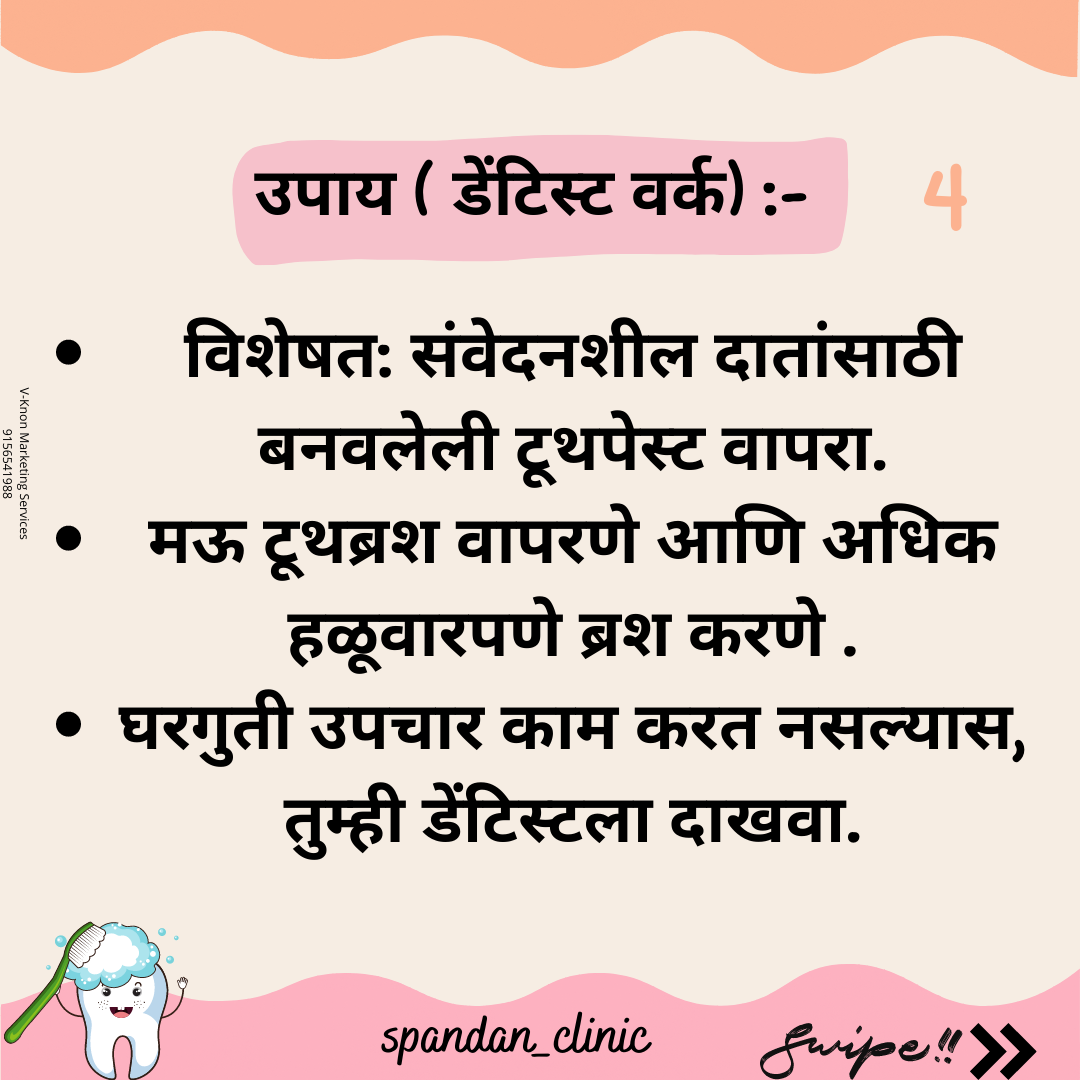 उपाय ( डेंटिस्ट वर्क) :-
4
• विशेषत: संवेदनशील दातांसाठी
बनवलेली टूथपेस्ट वापरा.
• मऊ टूथब्रश वापरणे आणि अधिक
हळूवारपणे ब्रश करणे .
• घरगुती उपचार काम करत नसल्यास,
तुम्ही डेंटिस्टला दाखवा.
V-Knon Marketing Services
9156541988
spandan_clinic
Swipe!!